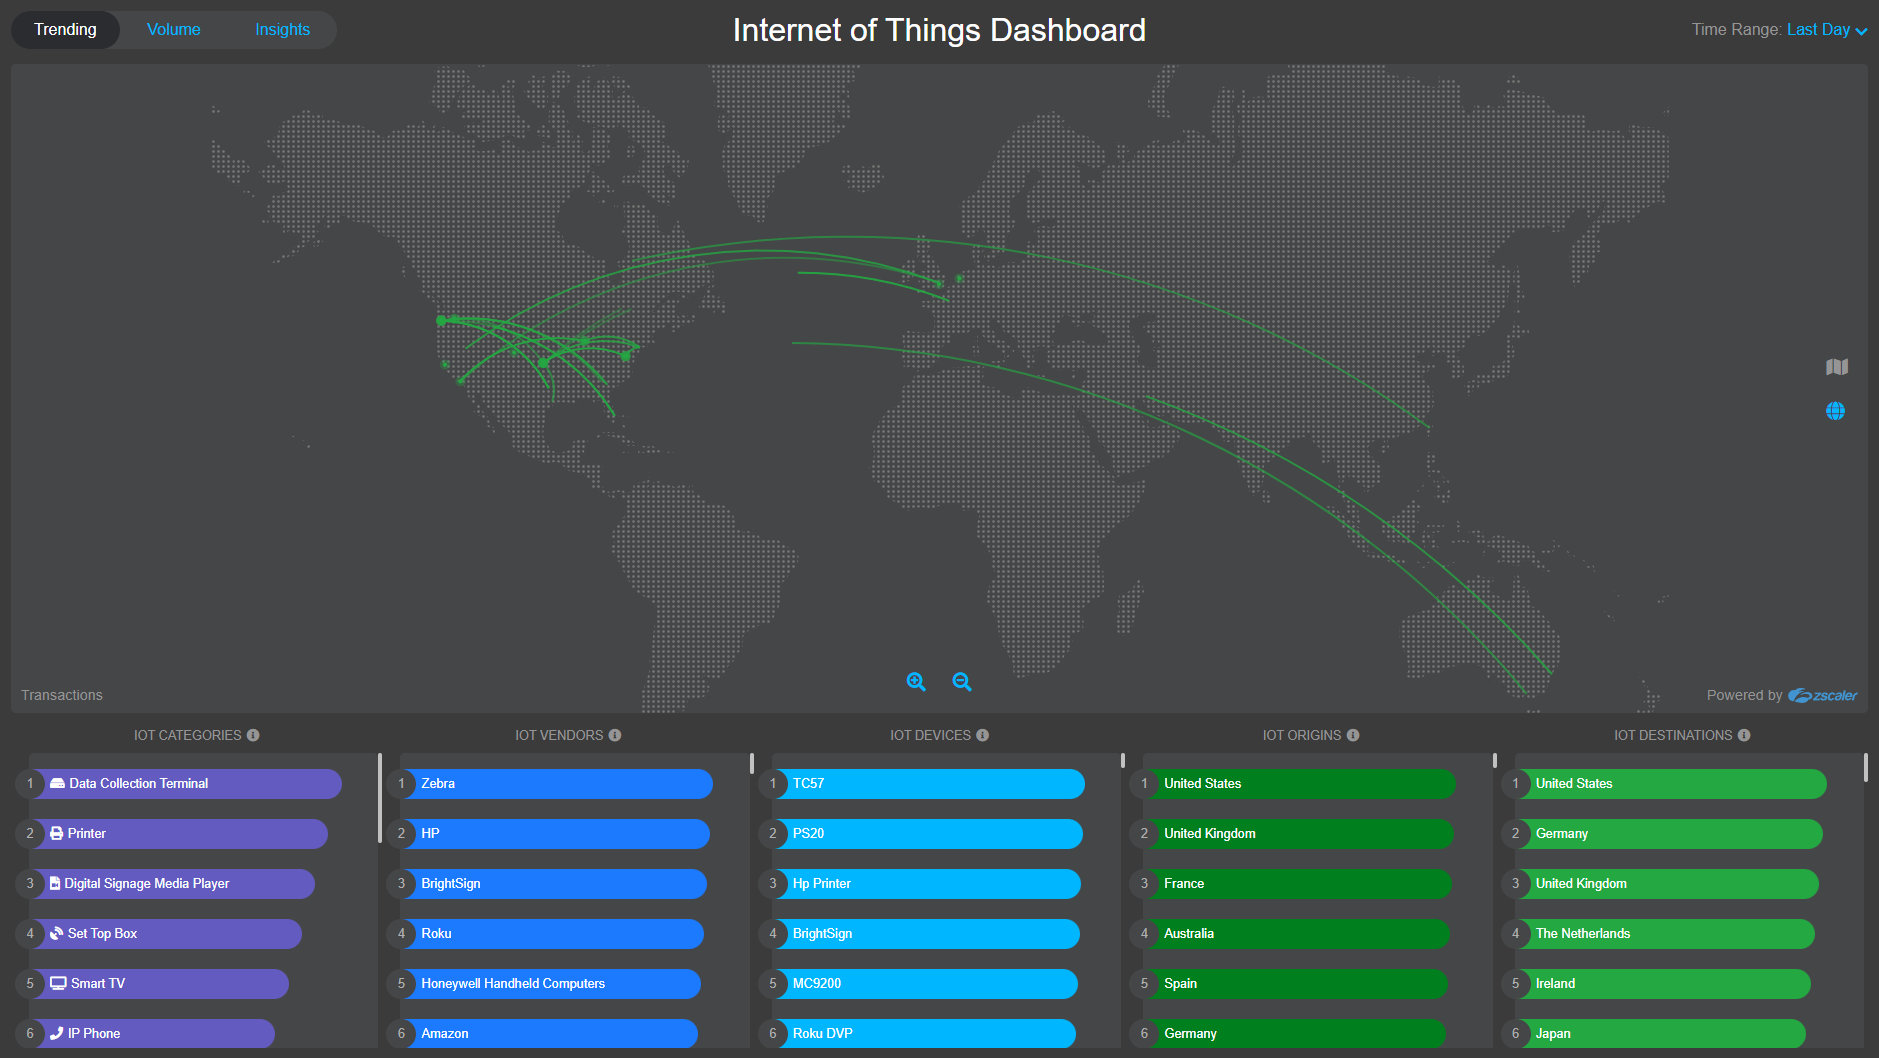 Trending Volume Insights
Internet of Things Dashboard
Time Range: Last Day
Transactions
Powered by zscaler
IOT CATEGORIES
1 Data Collection Terminal
2 Printer
3 Digital Signage Media Player
4 Set Top Box
5 Smart TV
6 IP Phone
IOT VENDORS
1 Zebra
2 HP
3 BrightSign
4 Roku
5 Honeywell Handheld Computers
6 Amazon
IOT DEVICES
1 TC57
2 PS20
3 Hp Printer
4 BrightSign
5 MC9200
6 Roku DVP
IOT ORIGINS
1 United States
2 United Kingdom
3 France
4 Australia
5 Spain
6 Germany
IOT DESTINATIONS
1 United States
2 Germany
3 United Kingdom
4 The Netherlands
5 Ireland
6 Japan